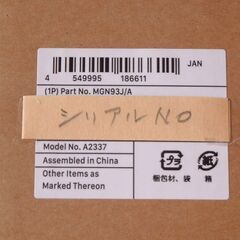 JAN
4 549995 186611
(1P) Part No. MGN93J/A
シリアルNO
Model No. A2337
Assembled in China
Other Items as
Marked Thereon
プラ
紙
梱包材、袋 箱